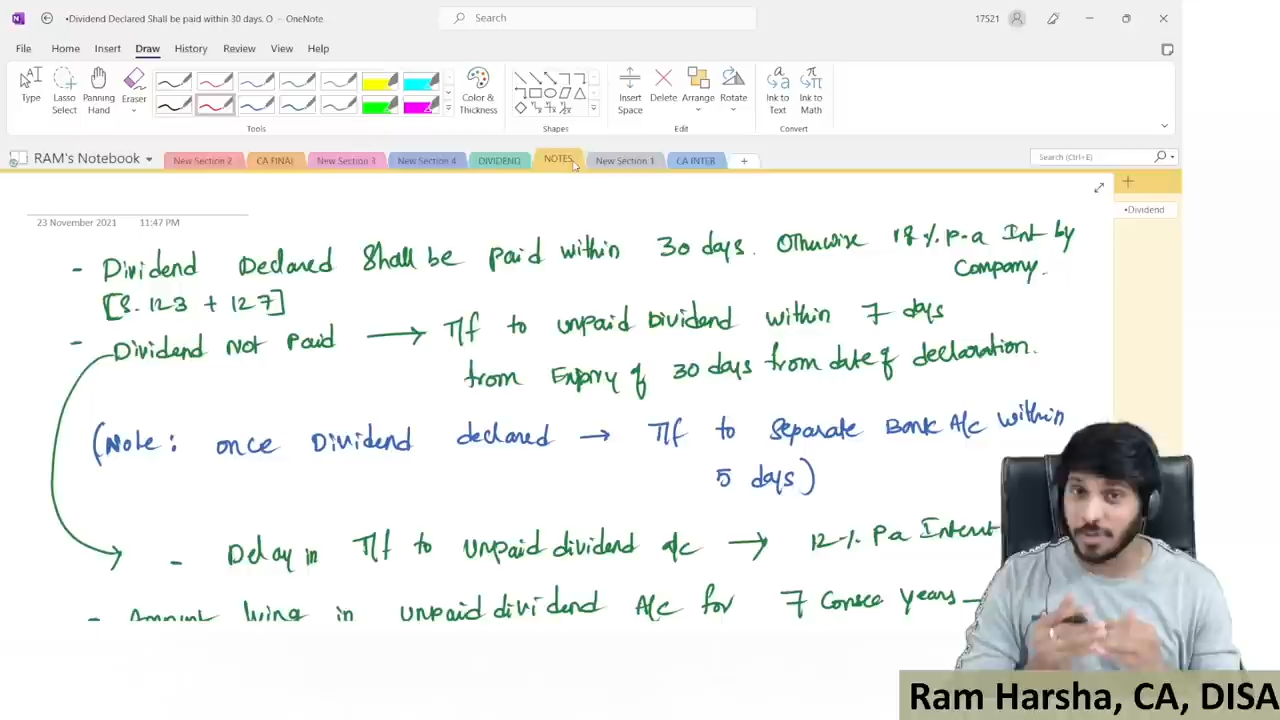 •Dividend Declared Shall be paid within 30 days. O – OneNote
Search
17521
File Home Insert Draw History Review View Help
Type
Lasso Select
Panning Hand
Eraser
Color & Thickness
Insert Space
Delete
Arrange
Rotate
Ink to Text
Ink to Math
Tools
Shapes
Edit
Convert
RAM's Notebook
New Section 2
CA FINAL
New Section 3
New Section 4
DIVIDEND
NOTES
New Section 1
CA INTER
+
Search (Ctrl+E)
•Dividend
23 November 2021 11:47 PM
- Dividend Declared Shall be paid within 30 days. Otherwise 18%.p.a Int by
Company.
[S. 123 + 127]
- Dividend Not Paid → T/f to unpaid Dividend within 7 days
from Expiry of 30 days from date of declaration.
(Note: once Dividend declared → T/f to Separate Bank A/c within
5 days)
- Delay in T/f to unpaid dividend a/c → 12% Pa Interest
- Amount lying in unpaid dividend A/c for 7 Conse years –
Ram Harsha, CA, DISA